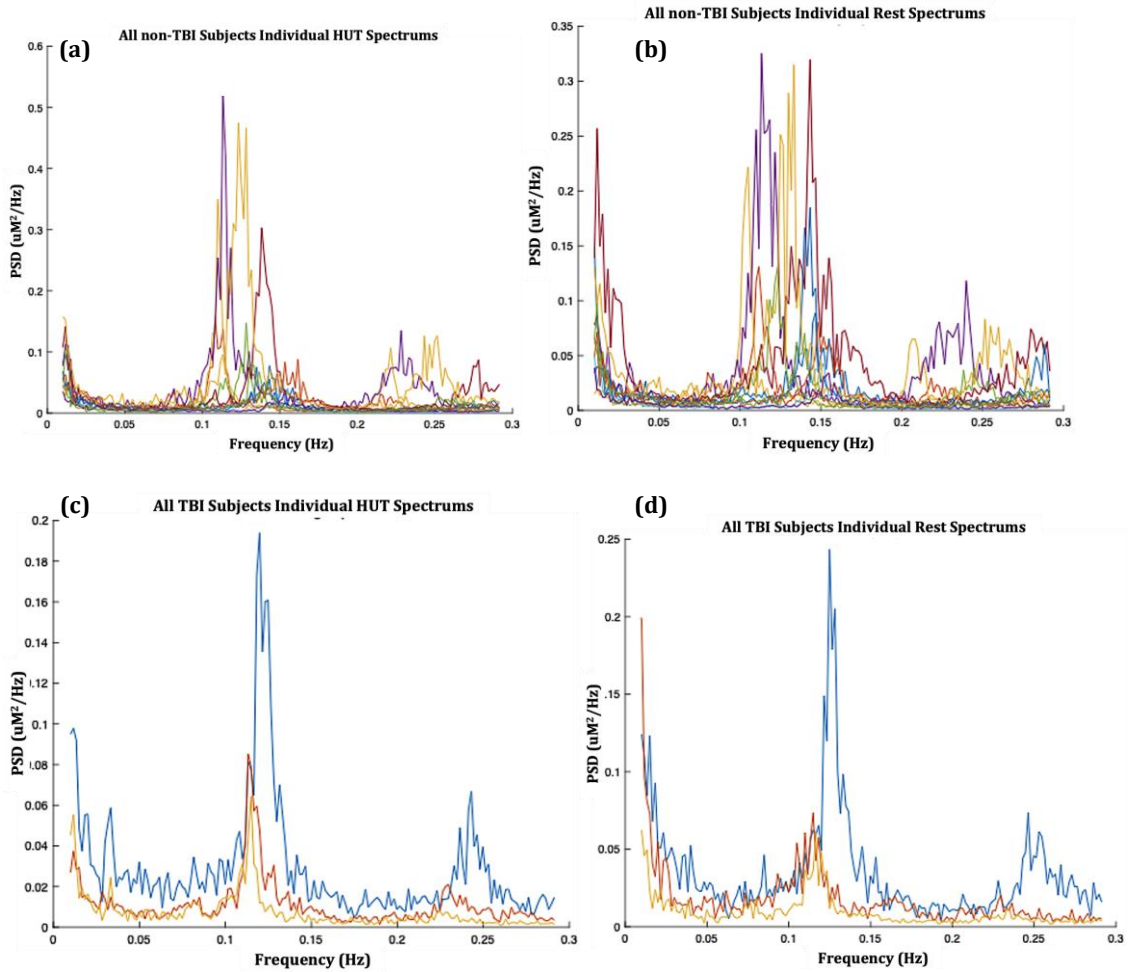 (a)
All non-TBI Subjects Individual HUT Spectrums
0.6
0.5
0.4
0.3
0.2
0.1
0
PSD (uM²/Hz)
0 0.05 0.1 0.15 0.2 0.25 0.3
Frequency (Hz)
(b)
All non-TBI Subjects Individual Rest Spectrums
0.35
0.3
0.25
0.2
0.15
0.1
0.05
0
PSD (uM²/Hz)
0 0.05 0.1 0.15 0.2 0.25 0.3
Frequency (Hz)
(c)
All TBI Subjects Individual HUT Spectrums
0.2
0.18
0.16
0.14
0.12
0.1
0.08
0.06
0.04
0.02
0
PSD (uM²/Hz)
0 0.05 0.1 0.15 0.2 0.25 0.3
Frequency (Hz)
(d)
All TBI Subjects Individual Rest Spectrums
0.25
0.2
0.15
0.1
0.05
0
PSD (uM²/Hz)
0 0.05 0.1 0.15 0.2 0.25 0.3
Frequency (Hz)